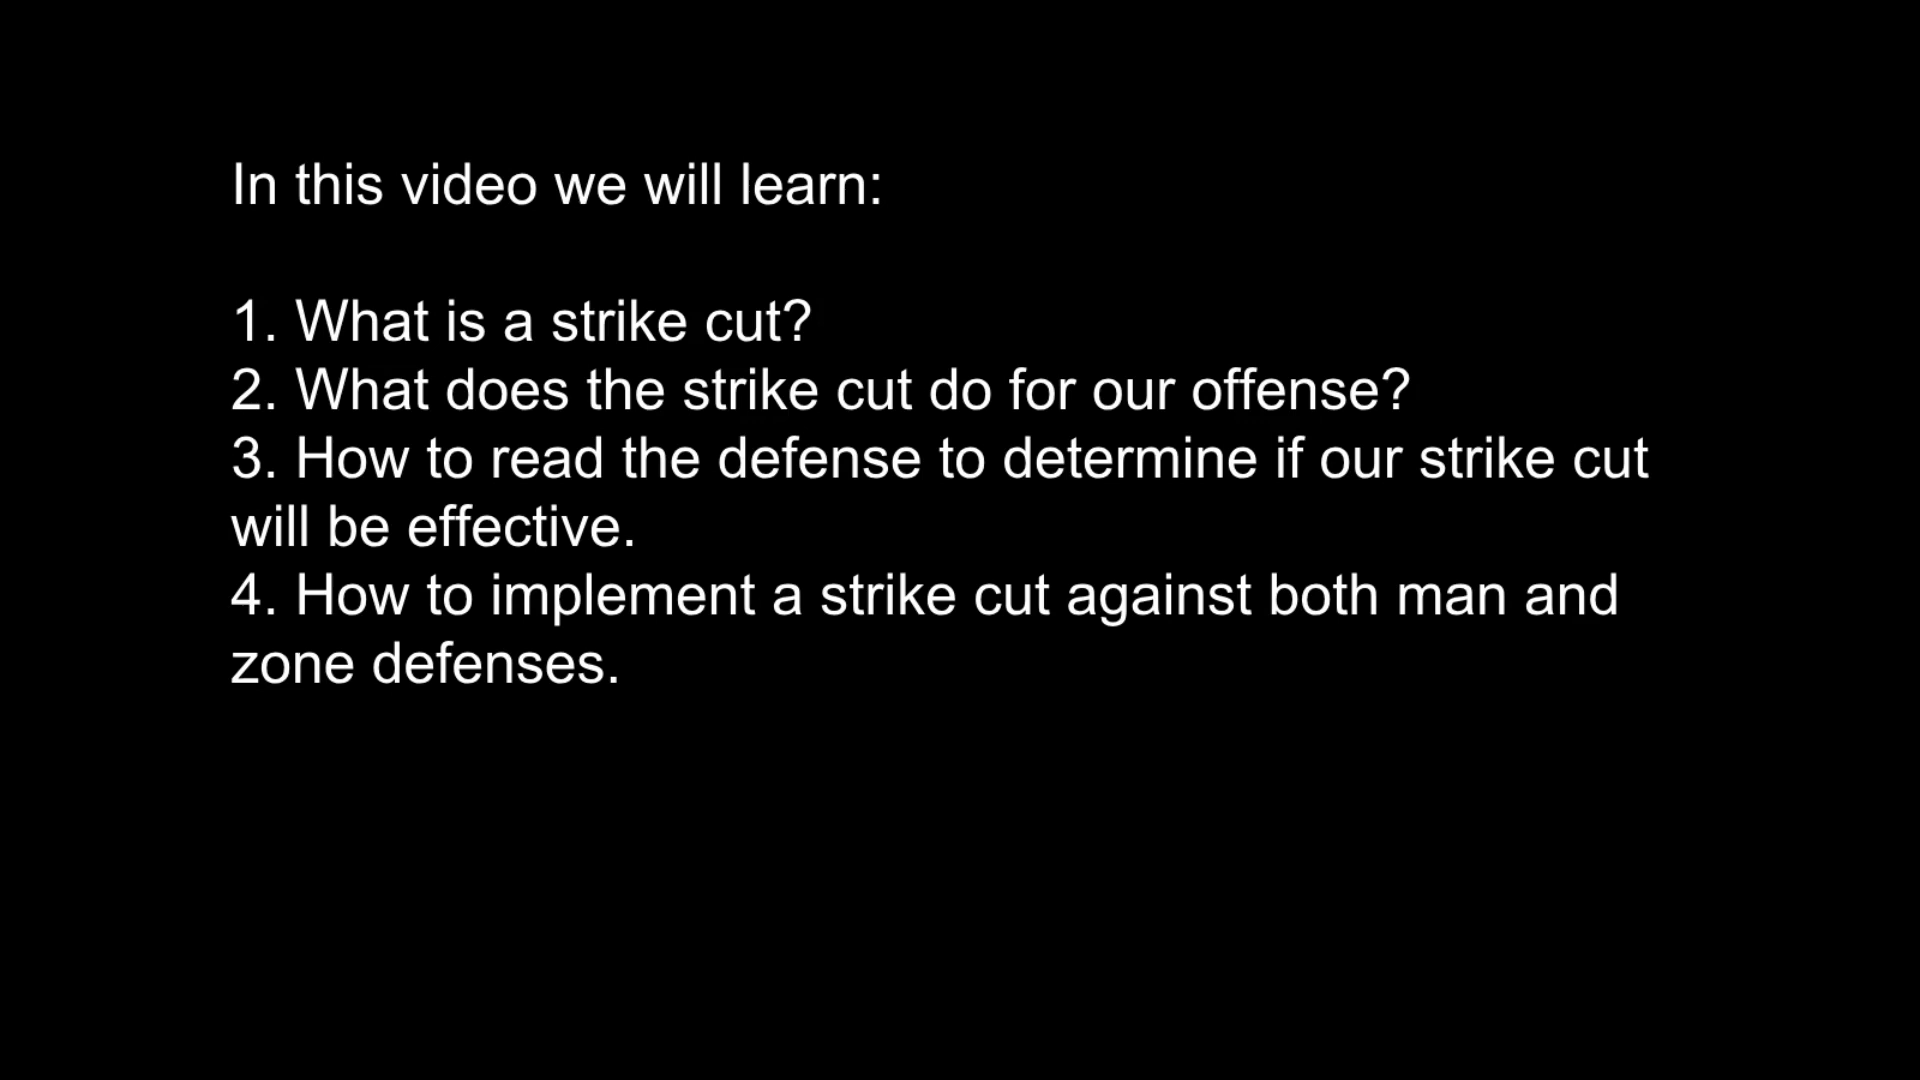 In this video we will learn:
1. What is a strike cut?
2. What does the strike cut do for our offense?
3. How to read the defense to determine if our strike cut
will be effective.
4. How to implement a strike cut against both man and
zone defenses.